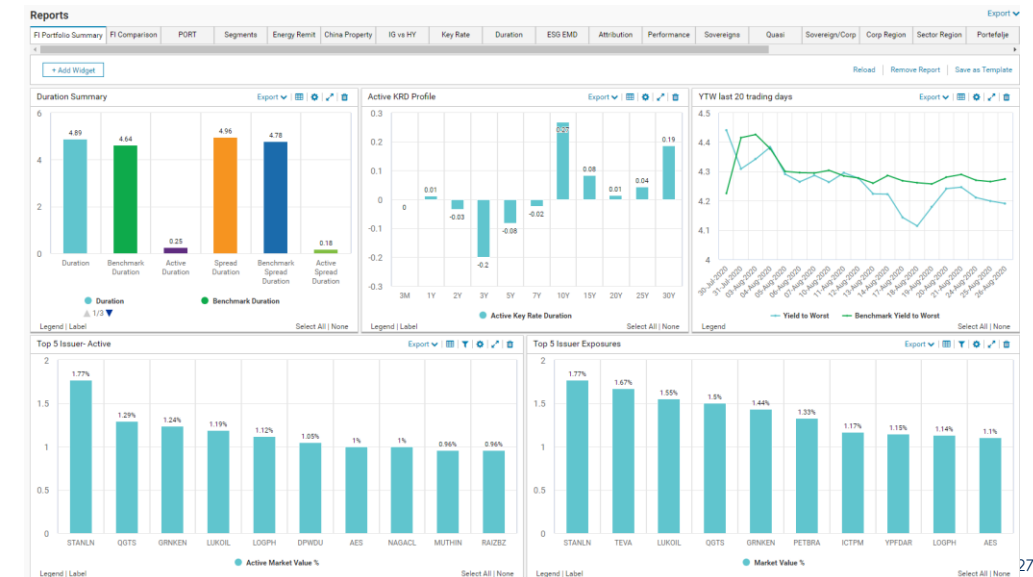 Reports
Export
FI Portfolio Summary FI Comparison PORT Segments Energy Remit China Property IG vs HY Key Rate Duration ESG EMD Attribution Performance Sovereigns Quasi Sovereign/Corp Corp Region Sector Region Portefølje
+ Add Widget
Reload | Remove Report | Save as Template
Duration Summary
Export
6
4
2
0
4.89
4.64
0.25
4.96
4.78
0.18
Duration
Benchmark Duration
Active Duration
Spread Duration
Benchmark Spread Duration
Active Spread Duration
Duration
Benchmark Duration
1/3
Legend | Label
Select All | None
Active KRD Profile
Export
0.3
0.2
0.1
0
-0.1
-0.2
-0.3
0
0.01
-0.03
-0.2
-0.08
-0.02
0.27
0.08
0.01
0.04
0.19
3M 1Y 2Y 3Y 5Y 7Y 10Y 15Y 20Y 25Y 30Y
Active Key Rate Duration
Legend | Label
Select All | None
YTW last 20 trading days
Export
4.5
4.4
4.3
4.2
4.1
4
30-Jul-2020
31-Jul-2020
03-Aug-2020
04-Aug-2020
05-Aug-2020
06-Aug-2020
07-Aug-2020
10-Aug-2020
11-Aug-2020
12-Aug-2020
13-Aug-2020
14-Aug-2020
17-Aug-2020
18-Aug-2020
19-Aug-2020
20-Aug-2020
21-Aug-2020
24-Aug-2020
25-Aug-2020
26-Aug-2020
Yield to Worst
Benchmark Yield to Worst
Legend
Select All | None
Top 5 Issuer- Active
Export
2
1.5
1
0.5
0
1.77%
1.29%
1.24%
1.19%
1.12%
1.05%
1%
1%
0.96%
0.96%
STANLN QGTS GRNKEN LUKOIL LOGPH DPWDU AES NAGACL MUTHIN RAIZBZ
Active Market Value %
Legend | Label
Select All | None
Top 5 Issuer Exposures
Export
2
1.5
1
0.5
0
1.77%
1.67%
1.55%
1.5%
1.44%
1.33%
1.17%
1.15%
1.14%
1.1%
STANLN TEVA LUKOIL QGTS GRNKEN PETBRA ICTPM YPFDAR LOGPH AES
Market Value %
Legend | Label
Select All | None
27